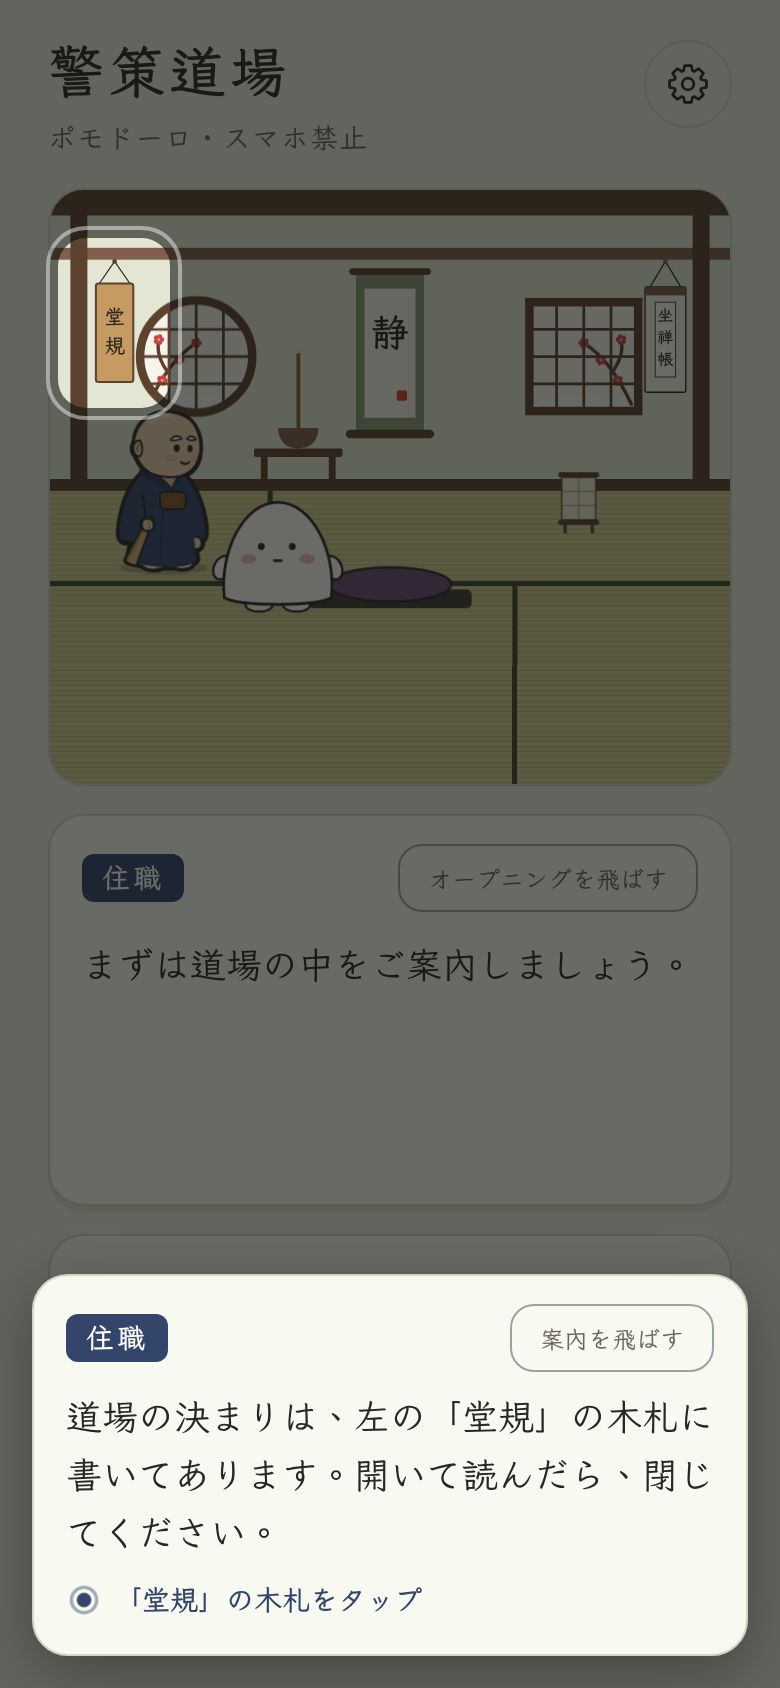 警策道場
ポモドーロ・スマホ禁止
堂規
静
坐禅帳
住職
オープニングを飛ばす
まずは道場の中をご案内しましょう。
住職
案内を飛ばす
道場の決まりは、左の「堂規」の木札に
書いてあります。開いて読んだら、閉じ
てください。
「堂規」の木札をタップ